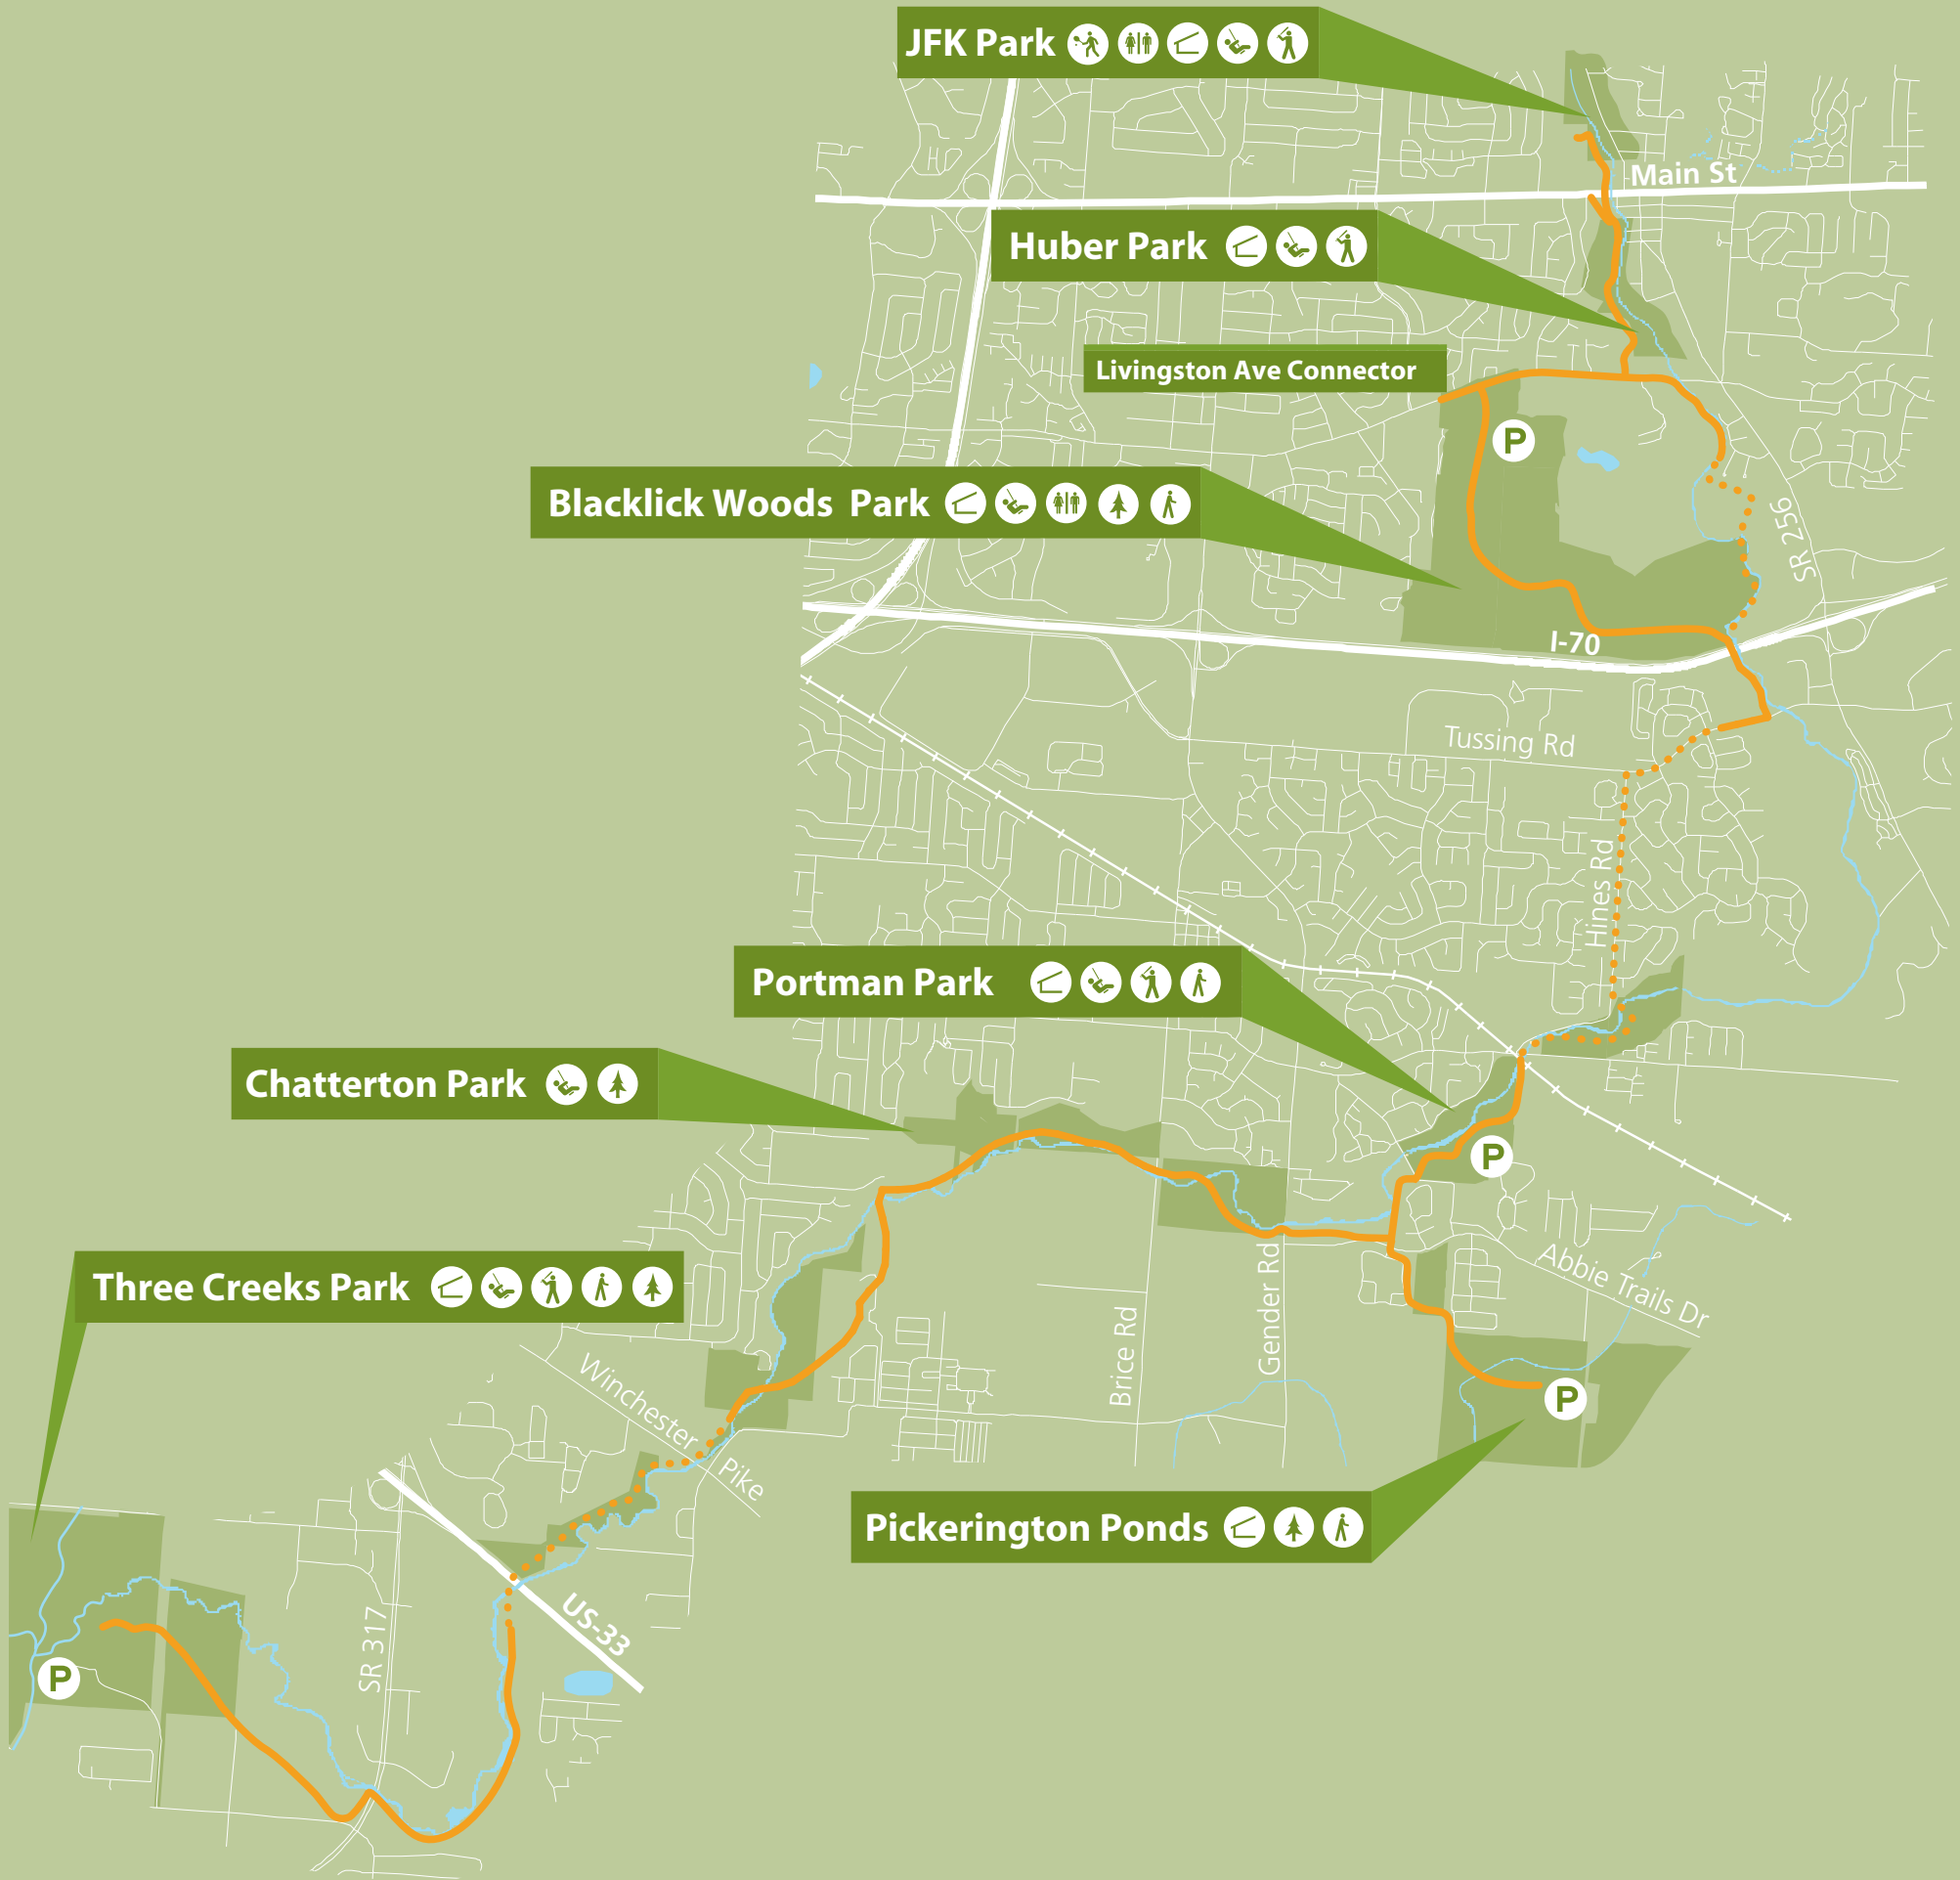 JFK Park
Main St
Huber Park
Livingston Ave Connector
P
Blacklick Woods Park
SR 256
I-70
Tussing Rd
Hines Rd
Portman Park
Chatterton Park
P
Three Creeks Park
Abbie Trails Dr
Gender Rd
Brice Rd
Winchester
Pike
P
Pickerington Ponds
US-33
SR 317
P